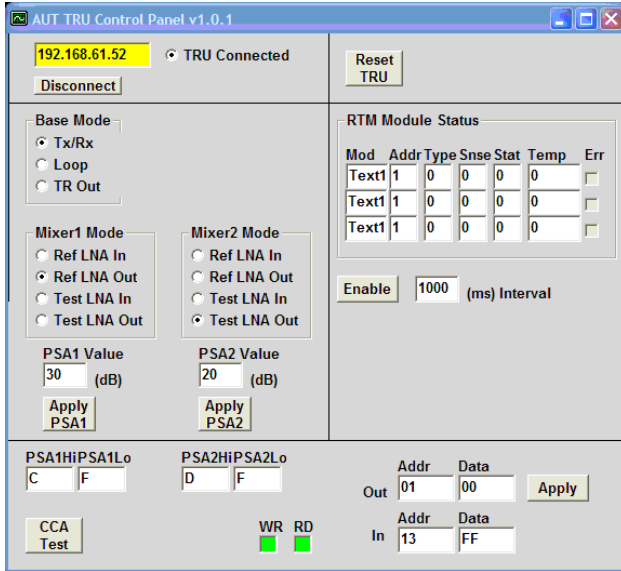 AUT TRU Control Panel v1.0.1
192.168.61.52 TRU Connected
Disconnect
Reset
TRU
Base Mode
Tx/Rx
Loop
TR Out
RTM Module Status
Mod Addr Type Snse Stat Temp Err
Text1 1 0 0 0 0
Text1 1 0 0 0 0
Text1 1 0 0 0 0
Mixer1 Mode
Ref LNA In
Ref LNA Out
Test LNA In
Test LNA Out
Mixer2 Mode
Ref LNA In
Ref LNA Out
Test LNA In
Test LNA Out
Enable 1000 (ms) Interval
PSA1 Value
30 (dB)
Apply
PSA1
PSA2 Value
20 (dB)
Apply
PSA2
PSA1Hi PSA1Lo
C F
PSA2Hi PSA2Lo
D F
Addr Data
Out 01 00 Apply
Addr Data
In 13 FF
CCA
Test
WR RD